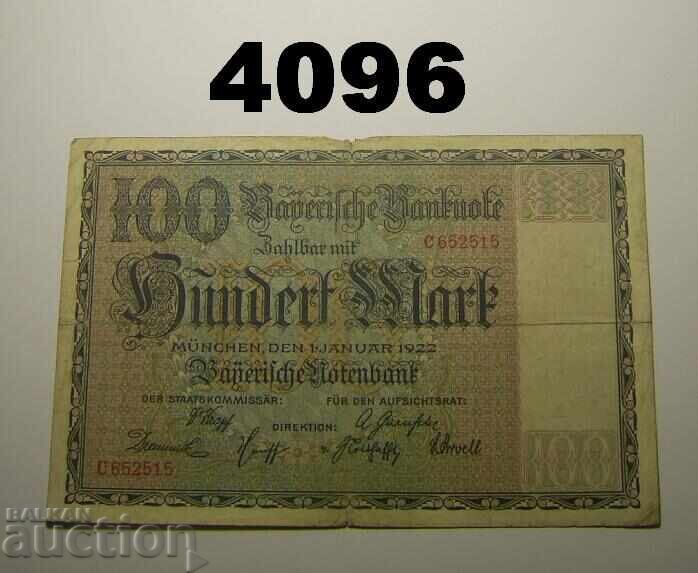 4096
100 Bayerische Banknote
Zahlbar mit C652515
Hundert Mark
MÜNCHEN, DEN 1·JANUAR 1922
Bayerische Notenbank
DER STAATSKOMMISSÄR: FÜR DEN AUFSICHTSRAT:
DIREKTION:
C652515
100
BALKAN
auction